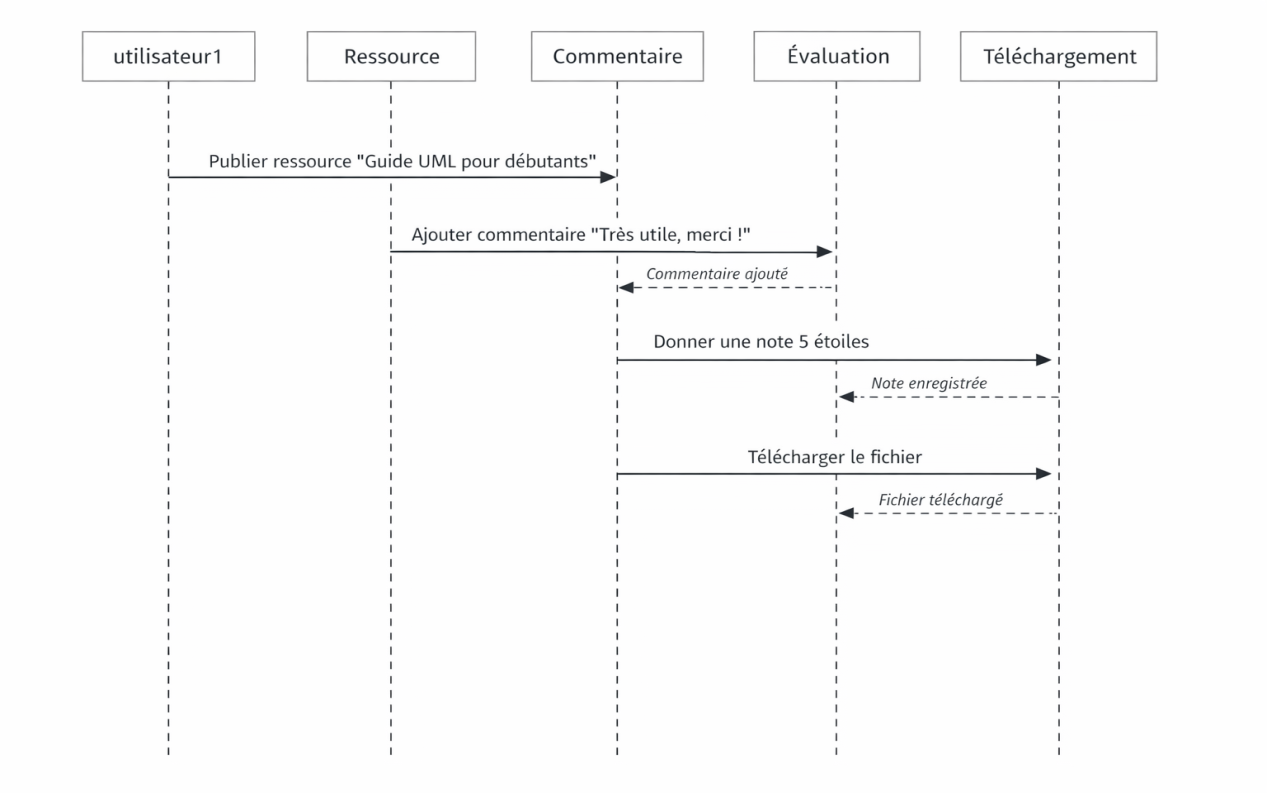 utilisateur1
Ressource
Commentaire
Évaluation
Téléchargement
Publier ressource "Guide UML pour débutants"
Ajouter commentaire "Très utile, merci !"
Commentaire ajouté
Donner une note 5 étoiles
Note enregistrée
Télécharger le fichier
Fichier téléchargé